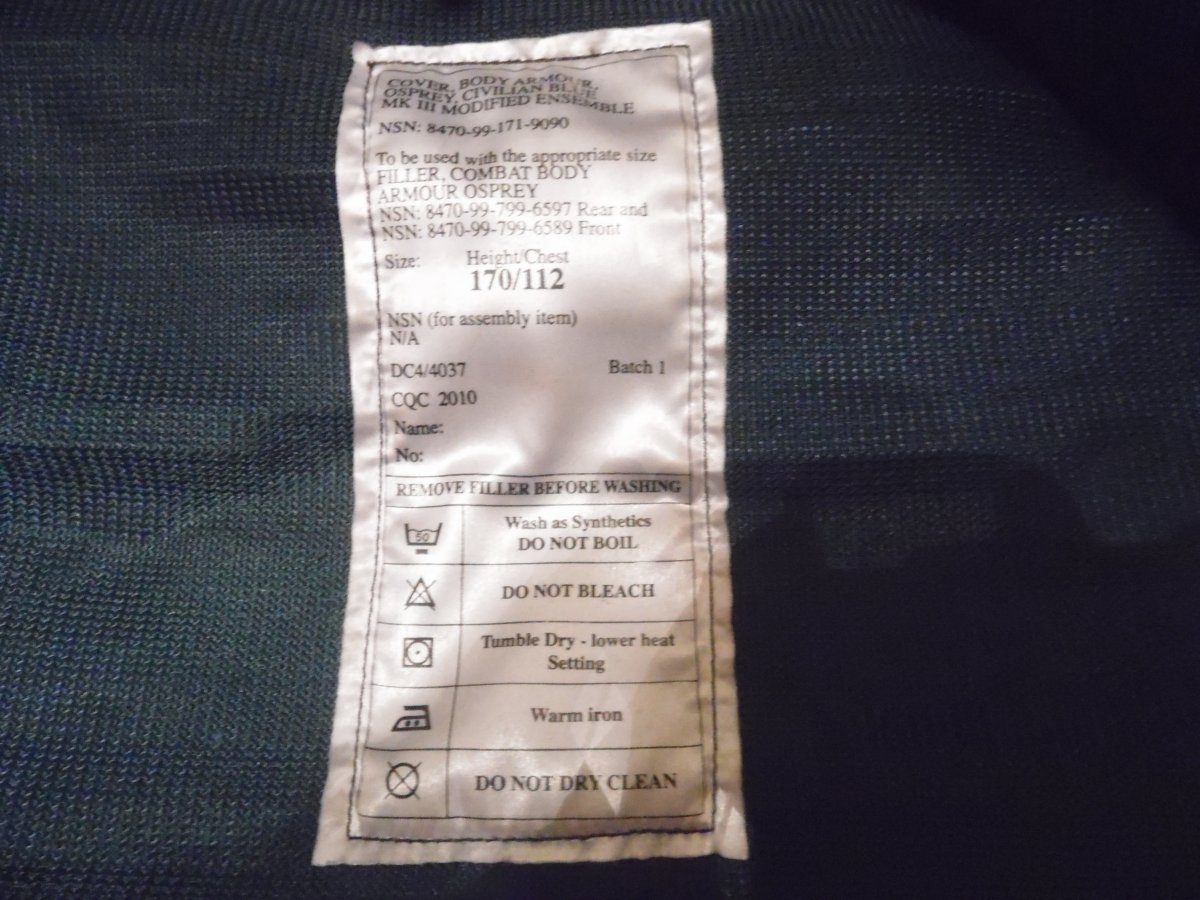 COVER, BODY ARMOUR,
OSPREY, CIVILIAN BLUE
MK III MODIFIED ENSEMBLE
NSN: 8470-99-171-9090
To be used with the appropriate size
FILLER, COMBAT BODY
ARMOUR OSPREY
NSN: 8470-99-799-6597 Rear and
NSN: 8470-99-799-6589 Front
Size: Height/Chest
170/112
NSN (for assembly item)
N/A
DC4/4037 Batch 1
CQC 2010
Name:
No:
REMOVE FILLER BEFORE WASHING
50 Wash as Synthetics
DO NOT BOIL
DO NOT BLEACH
Tumble Dry - lower heat
Setting
Warm iron
DO NOT DRY CLEAN